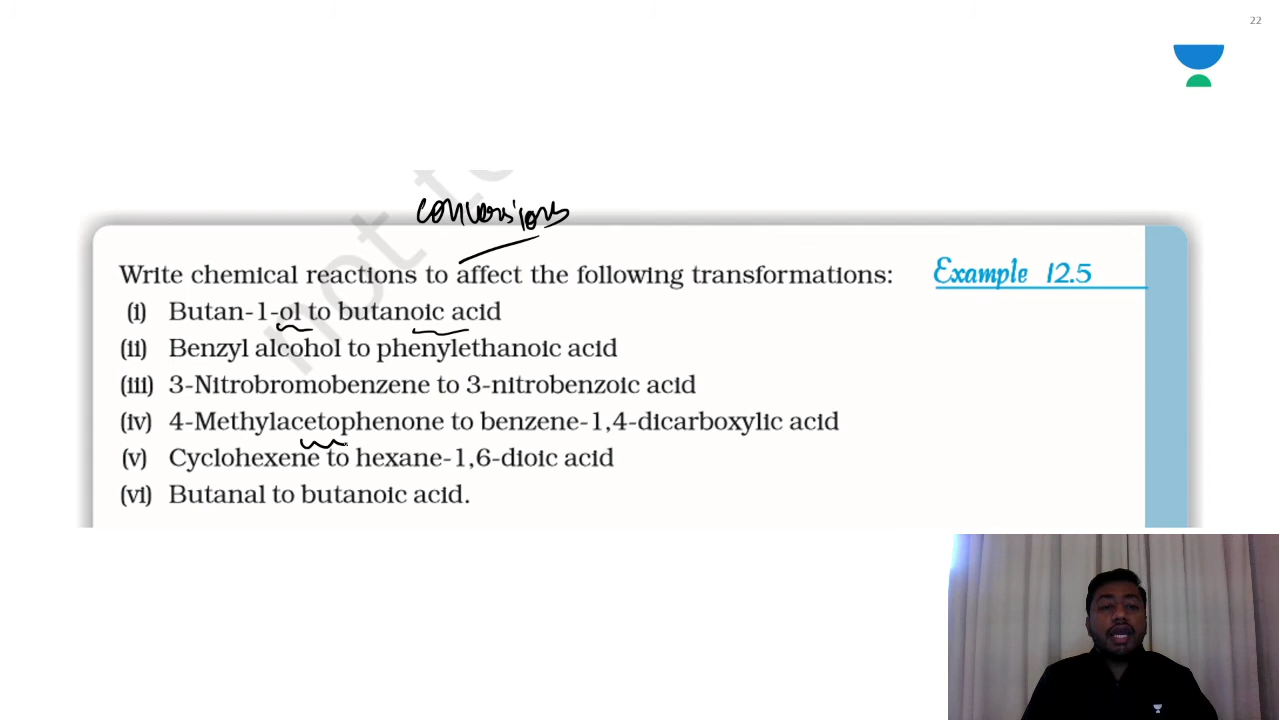 22
not to
conversions
Write chemical reactions to affect the following transformations: Example 12.5
(i) Butan-1-ol to butanoic acid
(ii) Benzyl alcohol to phenylethanoic acid
(iii) 3-Nitrobromobenzene to 3-nitrobenzoic acid
(iv) 4-Methylacetophenone to benzene-1,4-dicarboxylic acid
(v) Cyclohexene to hexane-1,6-dioic acid
(vi) Butanal to butanoic acid.